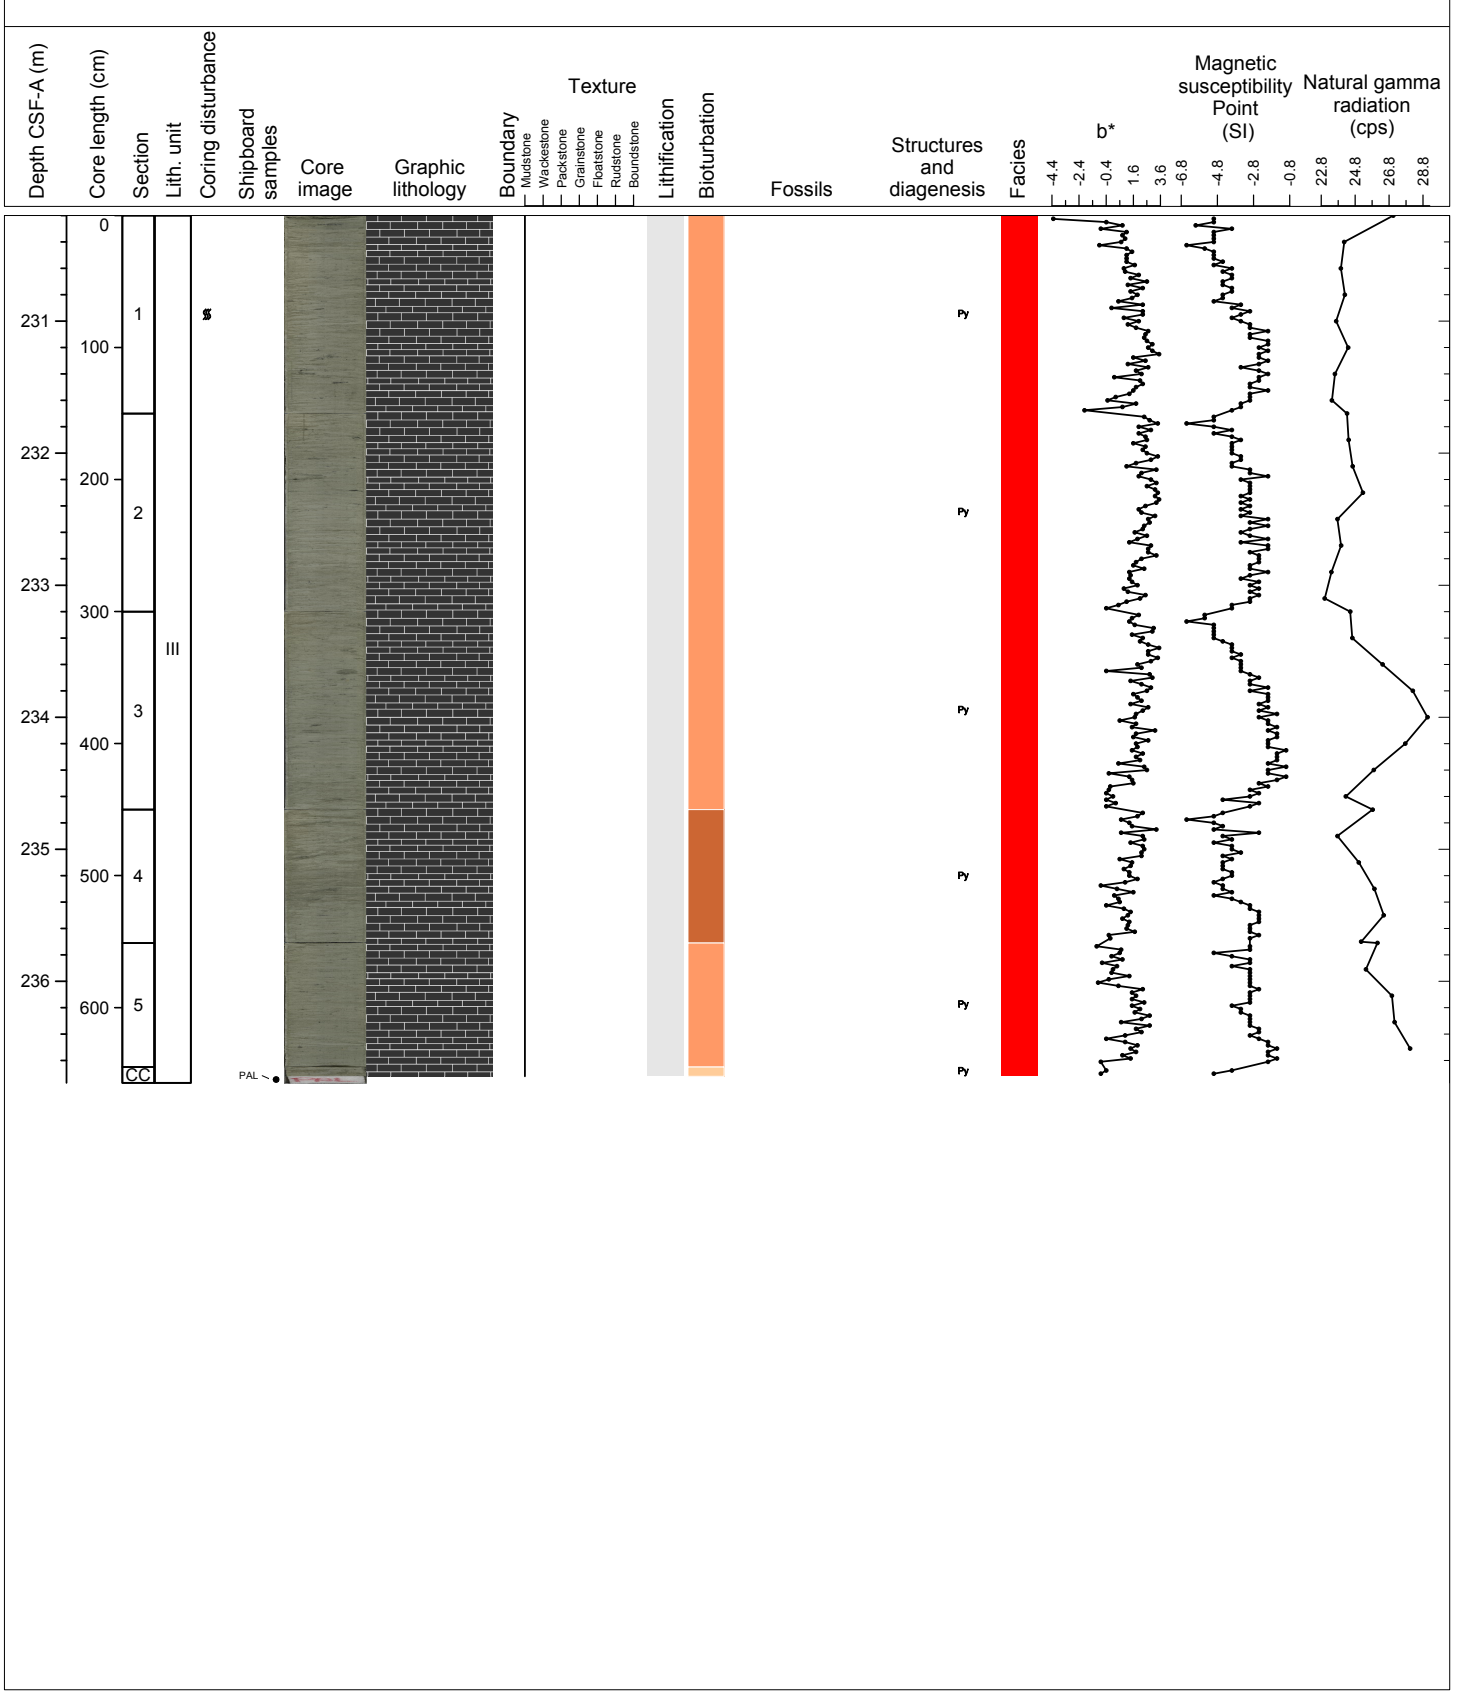 Depth CSF-A (m)
Core length (cm)
Section
Lith. unit
Coring disturbance
Shipboard
samples
Core
image
Graphic
lithology
Boundary
Texture
Mudstone
Wackestone
Packstone
Grainstone
Floatstone
Rudstone
Boundstone
Lithification
Bioturbation
Fossils
Structures
and
diagenesis
Facies
b*
-4.4
-2.4
-0.4
1.6
3.6
Magnetic
susceptibility
Point
(SI)
-6.8
-4.8
-2.8
-0.8
Natural gamma
radiation
(cps)
22.8
24.8
26.8
28.8
0
231
1
Py
100
232
200
2
Py
233
300
III
234
3
Py
400
235
500
4
Py
236
600
5
Py
CC
PAL
Py